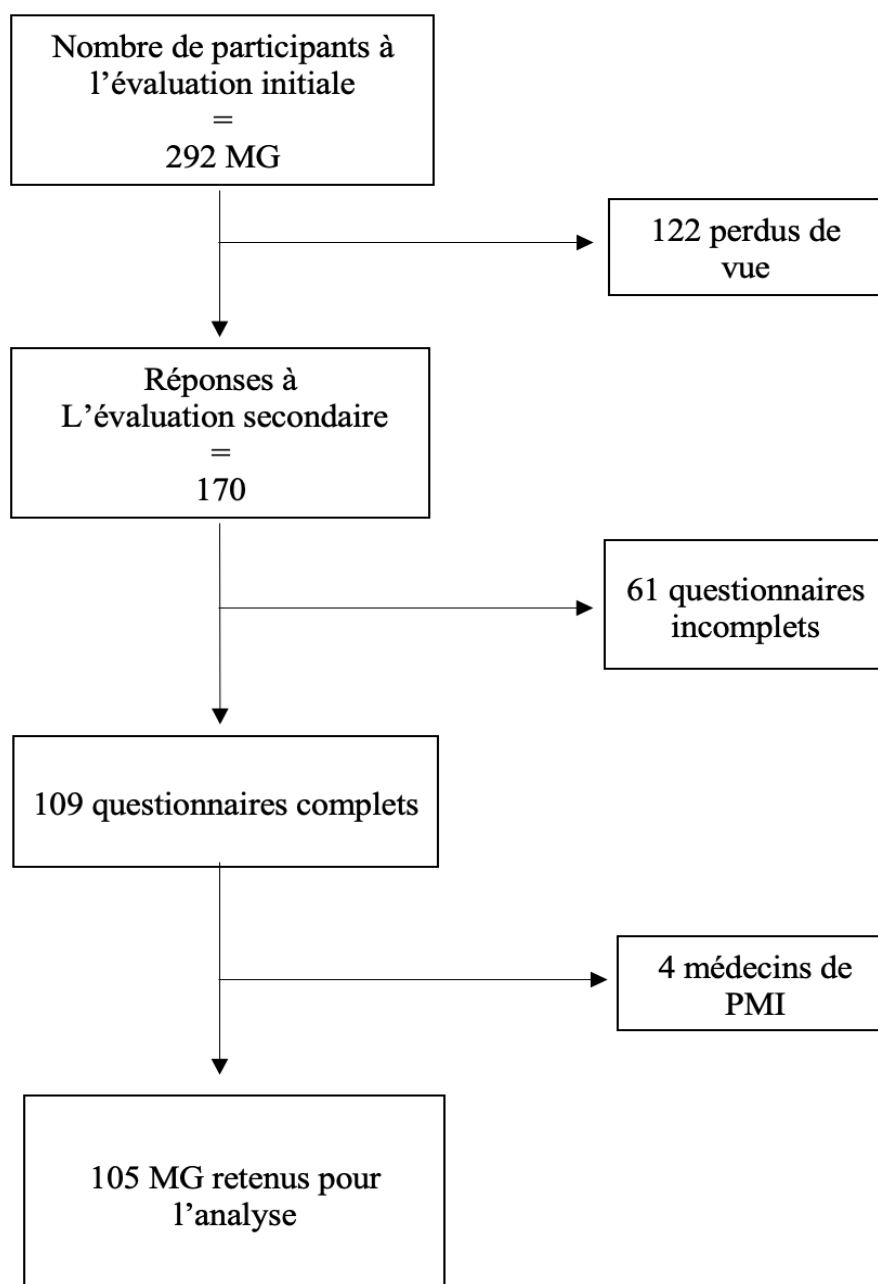 Nombre de participants à
l’évaluation initiale
=
292 MG
122 perdus de
vue
Réponses à
L’évaluation secondaire
=
170
61 questionnaires
incomplets
109 questionnaires complets
4 médecins de
PMI
105 MG retenus pour
l’analyse